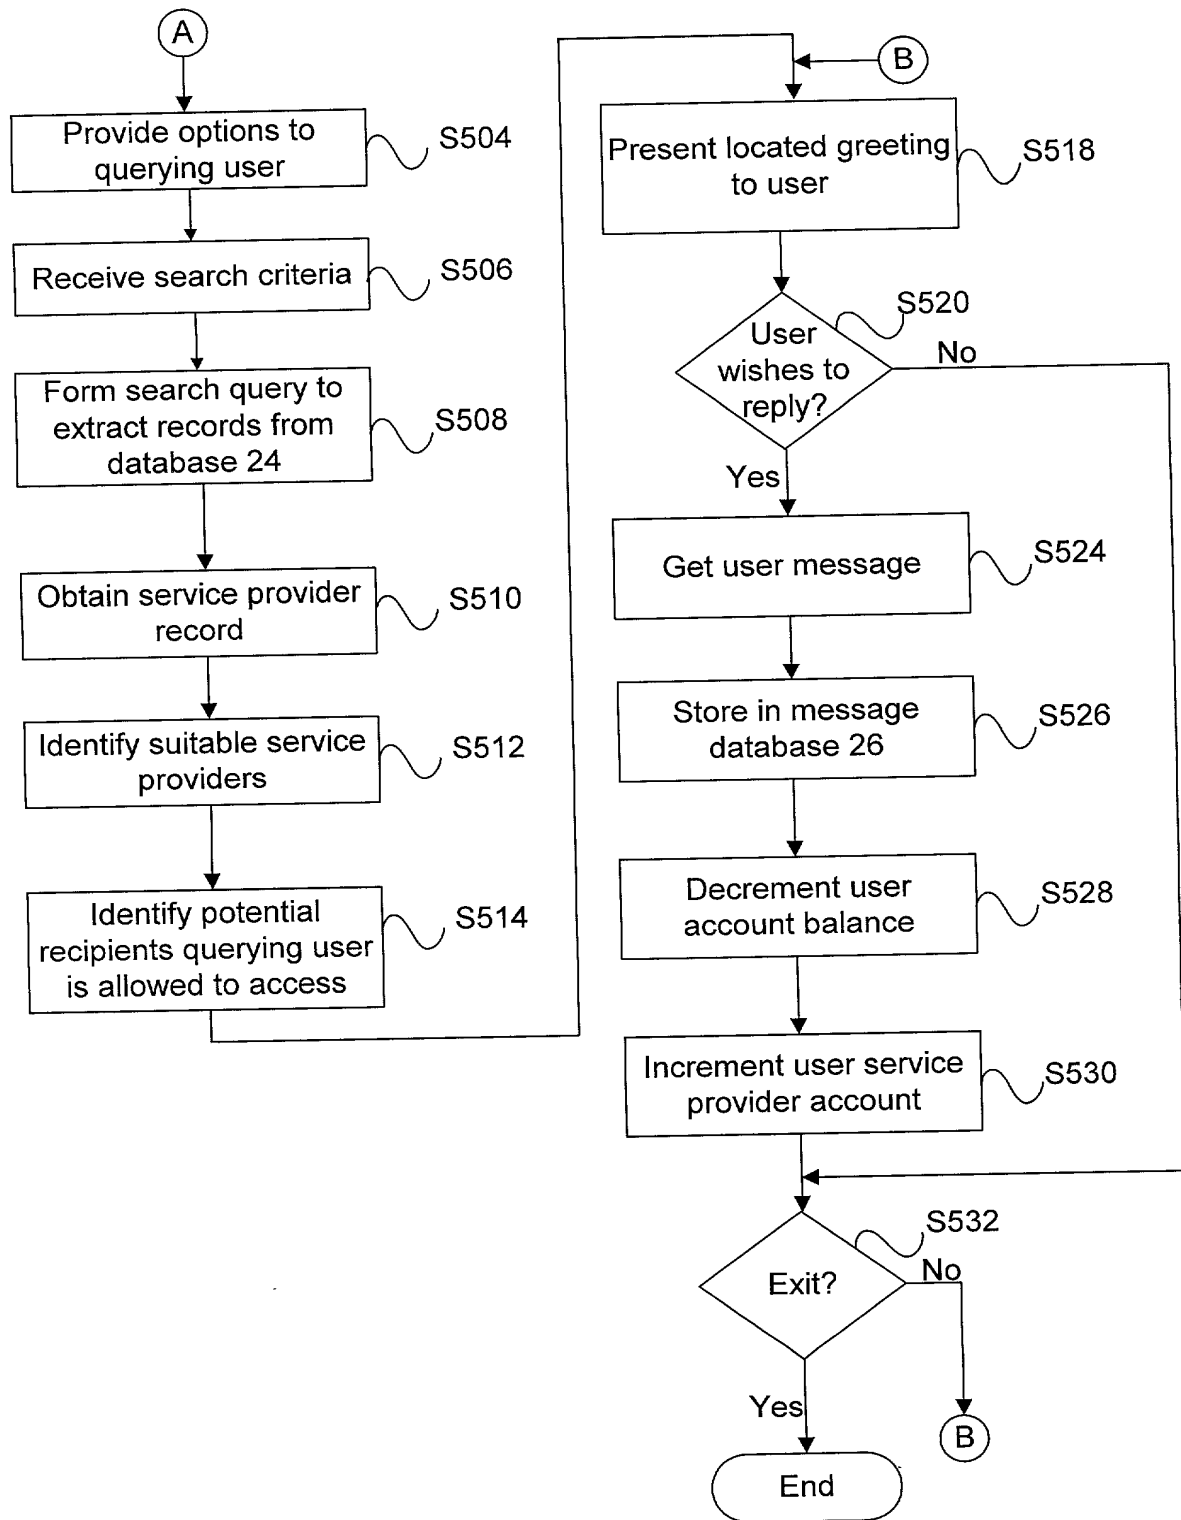 A
Provide options to
querying user
S504
Receive search criteria
S506
Form search query to
extract records from
database 24
S508
Obtain service provider
record
S510
Identify suitable service
providers
S512
Identify potential
recipients querying user
is allowed to access
S514
B
Present located greeting
to user
S518
User
wishes to
reply?
S520
No
Yes
Get user message
S524
Store in message
database 26
S526
Decrement user
account balance
S528
Increment user service
provider account
S530
Exit?
S532
No
Yes
B
End